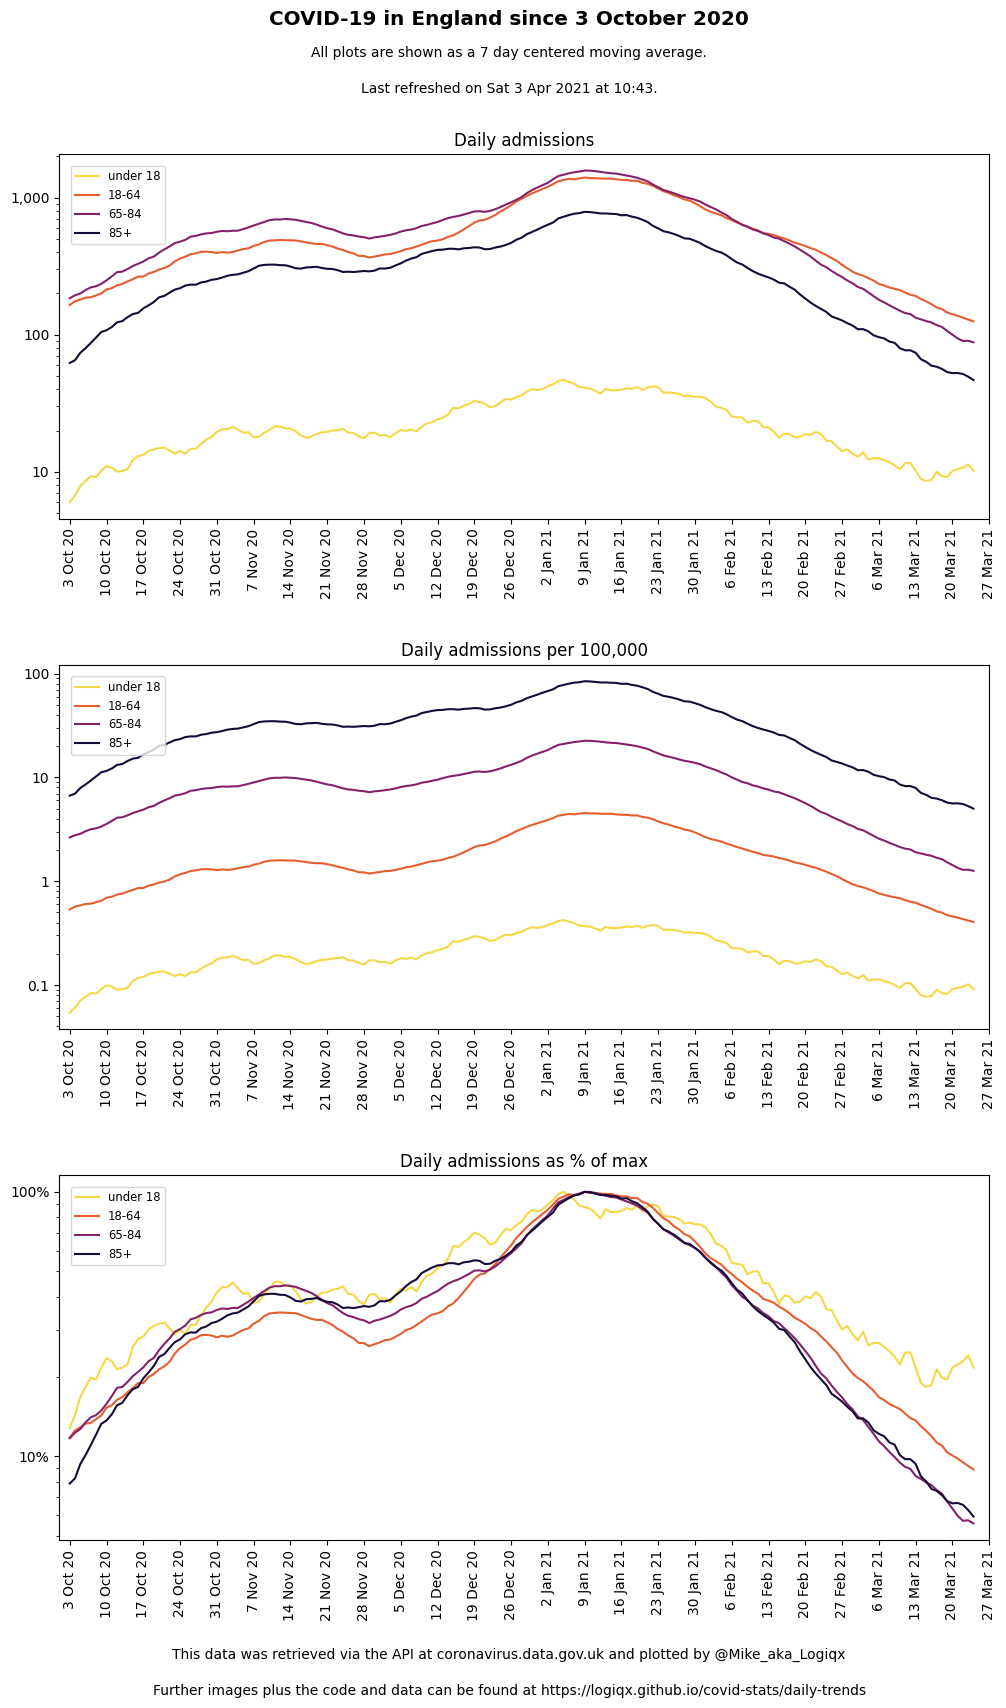 COVID-19 in England since 3 October 2020
All plots are shown as a 7 day centered moving average.
Last refreshed on Sat 3 Apr 2021 at 10:43.
Daily admissions
under 18
18-64
65-84
85+
1,000
100
10
3 Oct 20
10 Oct 20
17 Oct 20
24 Oct 20
31 Oct 20
7 Nov 20
14 Nov 20
21 Nov 20
28 Nov 20
5 Dec 20
12 Dec 20
19 Dec 20
26 Dec 20
2 Jan 21
9 Jan 21
16 Jan 21
23 Jan 21
30 Jan 21
6 Feb 21
13 Feb 21
20 Feb 21
27 Feb 21
6 Mar 21
13 Mar 21
20 Mar 21
27 Mar 21
Daily admissions per 100,000
under 18
18-64
65-84
85+
100
10
1
0.1
3 Oct 20
10 Oct 20
17 Oct 20
24 Oct 20
31 Oct 20
7 Nov 20
14 Nov 20
21 Nov 20
28 Nov 20
5 Dec 20
12 Dec 20
19 Dec 20
26 Dec 20
2 Jan 21
9 Jan 21
16 Jan 21
23 Jan 21
30 Jan 21
6 Feb 21
13 Feb 21
20 Feb 21
27 Feb 21
6 Mar 21
13 Mar 21
20 Mar 21
27 Mar 21
Daily admissions as % of max
under 18
18-64
65-84
85+
100%
10%
3 Oct 20
10 Oct 20
17 Oct 20
24 Oct 20
31 Oct 20
7 Nov 20
14 Nov 20
21 Nov 20
28 Nov 20
5 Dec 20
12 Dec 20
19 Dec 20
26 Dec 20
2 Jan 21
9 Jan 21
16 Jan 21
23 Jan 21
30 Jan 21
6 Feb 21
13 Feb 21
20 Feb 21
27 Feb 21
6 Mar 21
13 Mar 21
20 Mar 21
27 Mar 21
This data was retrieved via the API at coronavirus.data.gov.uk and plotted by @Mike_aka_Logiqx
Further images plus the code and data can be found at https://logiqx.github.io/covid-stats/daily-trends